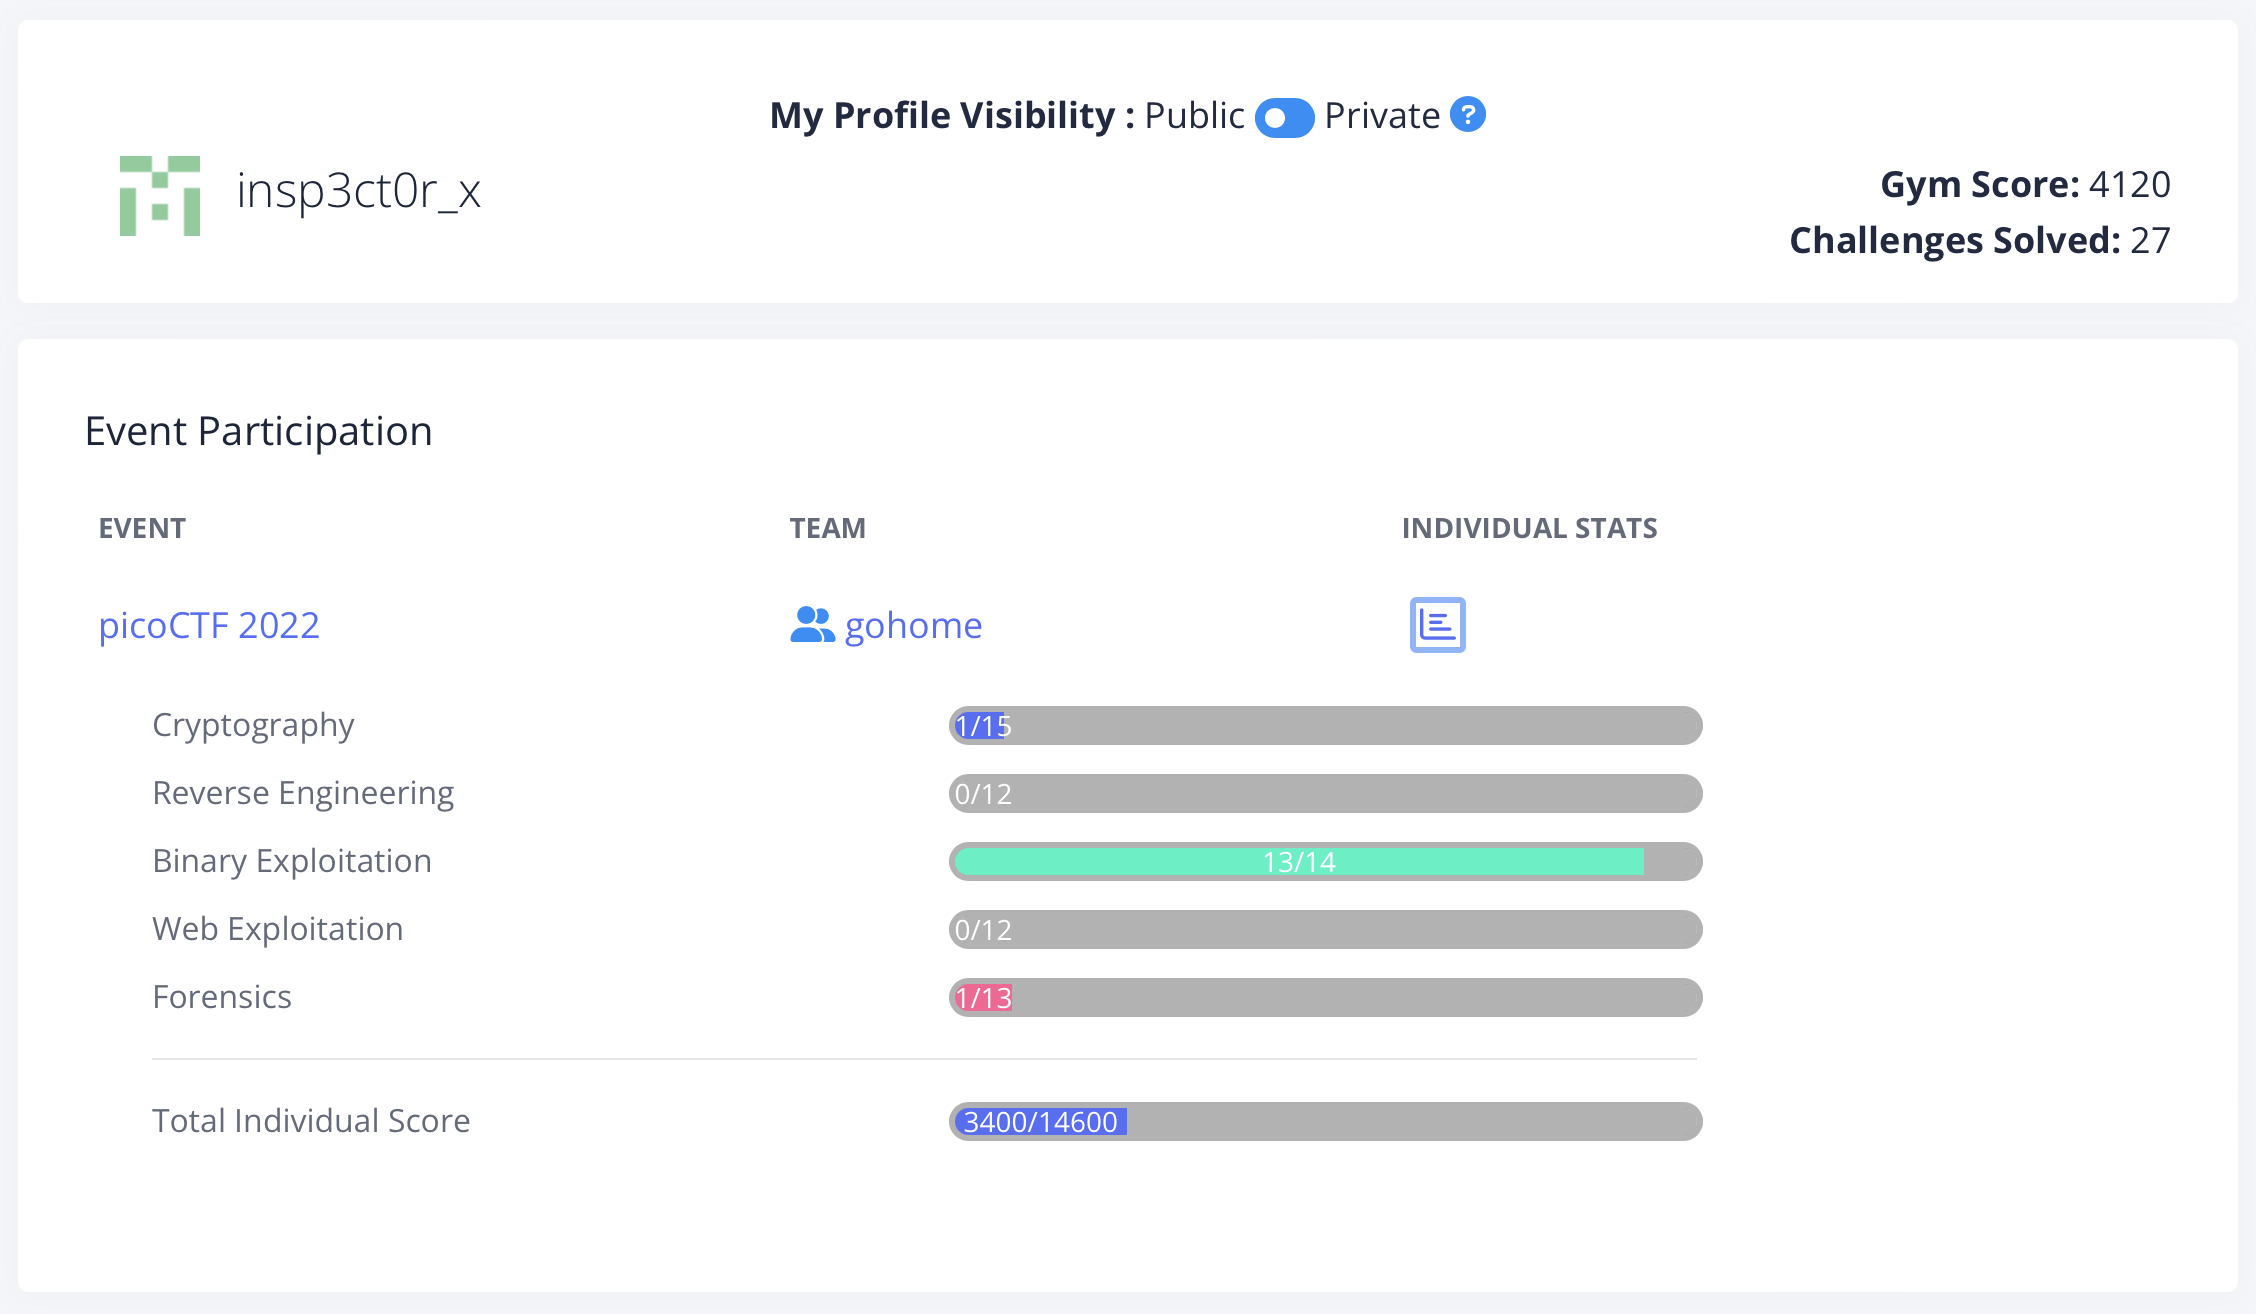 My Profile Visibility : Public Private ?
insp3ct0r_x
Gym Score: 4120
Challenges Solved: 27
Event Participation
EVENT TEAM INDIVIDUAL STATS
picoCTF 2022 gohome
Cryptography 1/15
Reverse Engineering 0/12
Binary Exploitation 13/14
Web Exploitation 0/12
Forensics 1/13
Total Individual Score 3400/14600